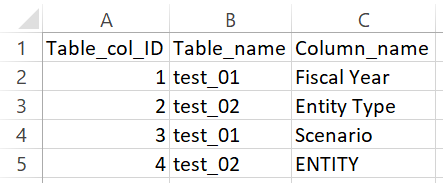 A B C
1 Table_col_ID Table_name Column_name
2 1 test_01 Fiscal Year
3 2 test_02 Entity Type
4 3 test_01 Scenario
5 4 test_02 ENTITY